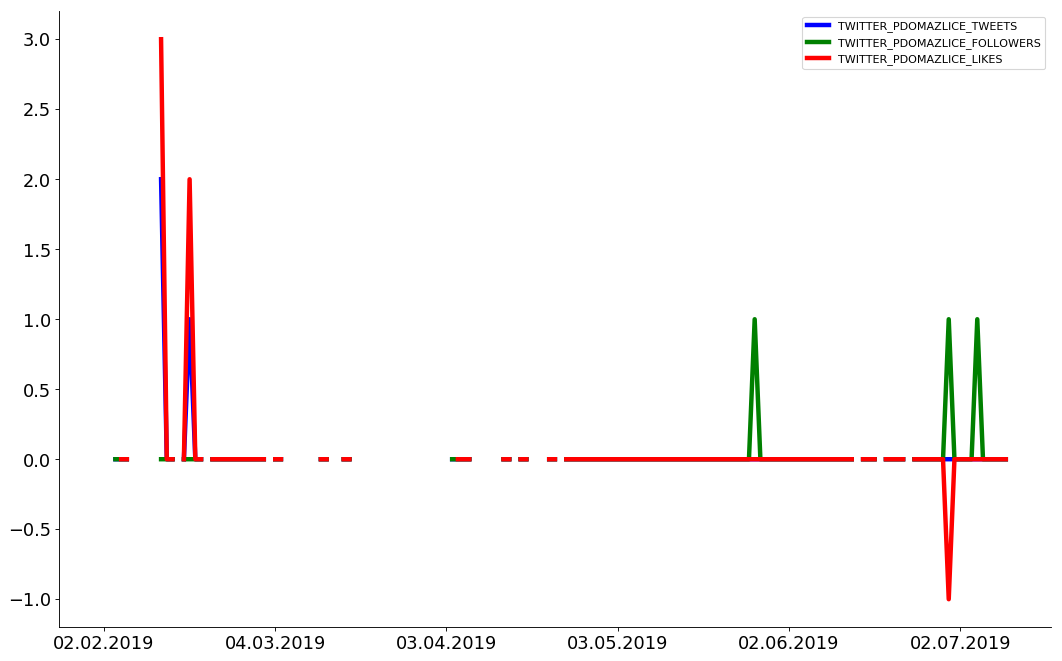 TWITTER_PDOMAZLICE_TWEETS
TWITTER_PDOMAZLICE_FOLLOWERS
TWITTER_PDOMAZLICE_LIKES
3.0
2.5
2.0
1.5
1.0
0.5
0.0
−0.5
−1.0
02.02.2019 04.03.2019 03.04.2019 03.05.2019 02.06.2019 02.07.2019